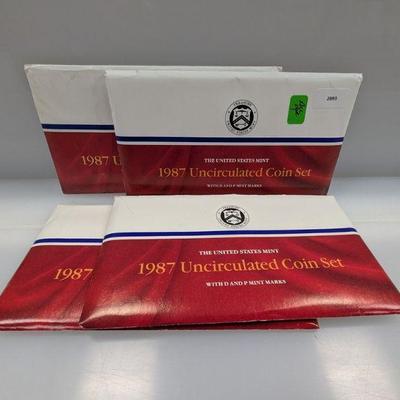 2093
THE UNITED STATES MINT
1987 U
1987 Uncirculated Coin Set
WITH D AND P MINT MARKS
THE UNITED STATES MINT
1987
1987 Uncirculated Coin Set
WITH D AND P MINT MARKS